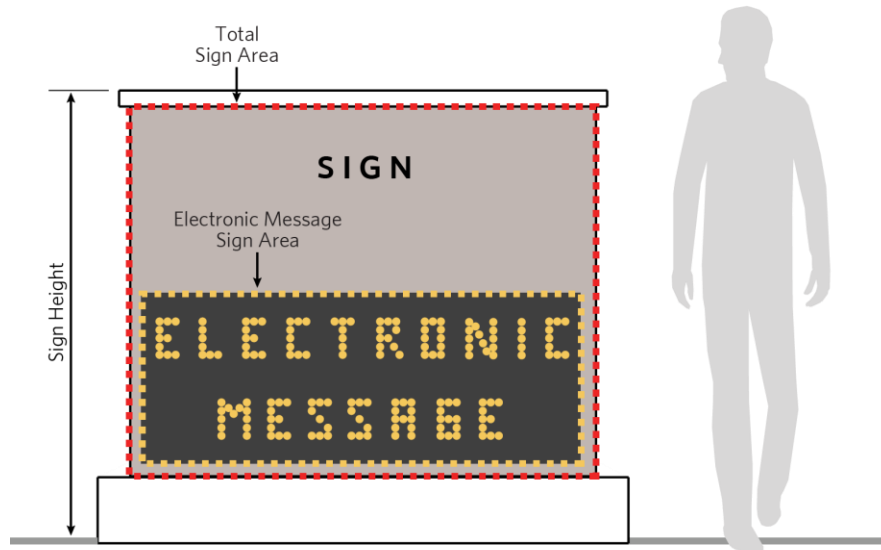 Total
Sign Area
SIGN
Electronic Message
Sign Area
Sign Height
ELECTRONIC
MESSAGE